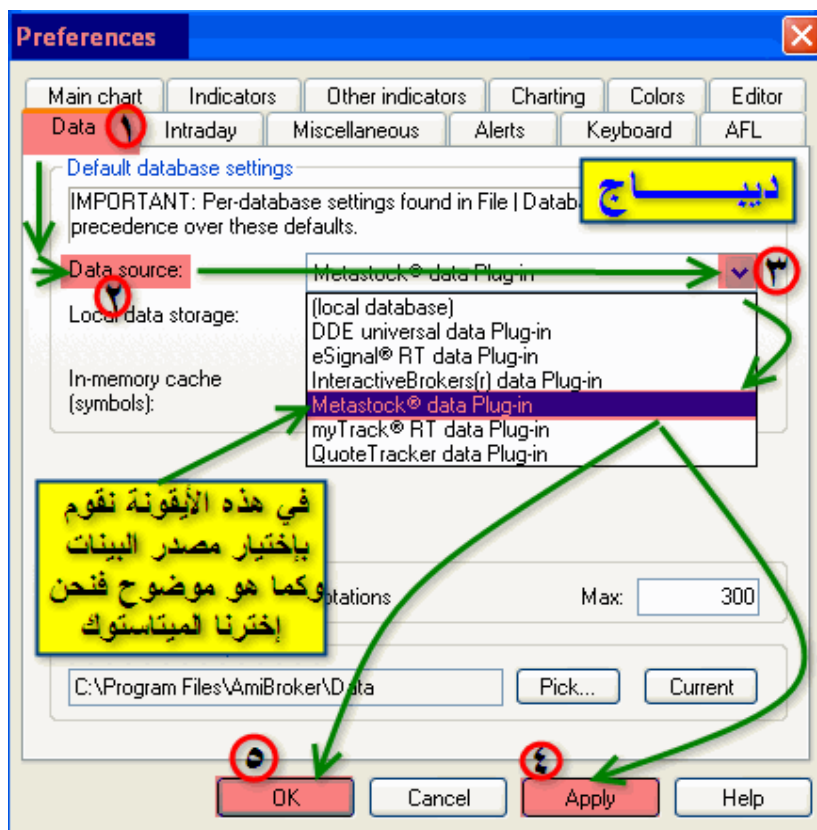 Preferences
Main chart Indicators Other indicators Charting Colors Editor
Data ١ Intraday Miscellaneous Alerts Keyboard AFL
Default database settings
IMPORTANT: Per-database settings found in File | Datab
precedence over these defaults.
ديبـــــاج
Data source: Metastock® data Plug-in ٣
٢
Local data storage:
In-memory cache
(symbols):
(local database)
DDE universal data Plug-in
eSignal® RT data Plug-in
InteractiveBrokers(r) data Plug-in
Metastock® data Plug-in
myTrack® RT data Plug-in
QuoteTracker data Plug-in
في هذه الأيقونة نقوم
بإختيار مصدر البينات
وكما هو موضوح فنحن
إخترنا الميتاستوك
otations Max: 300
C:\Program Files\AmiBroker\Data Pick... Current
٥ ٤
OK Cancel Apply Help